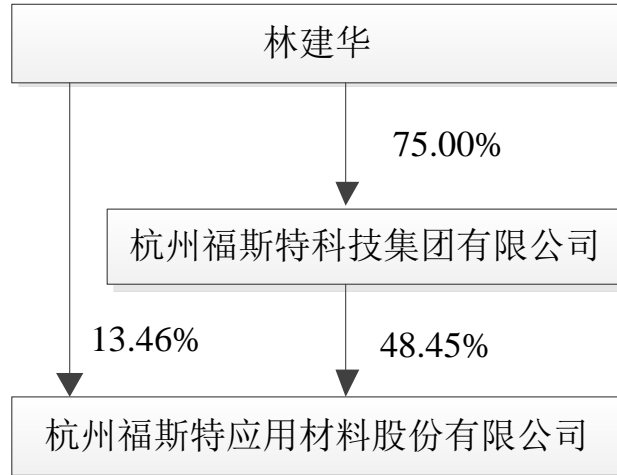 林建华
75.00%
杭州福斯特科技集团有限公司
13.46%
48.45%
杭州福斯特应用材料股份有限公司